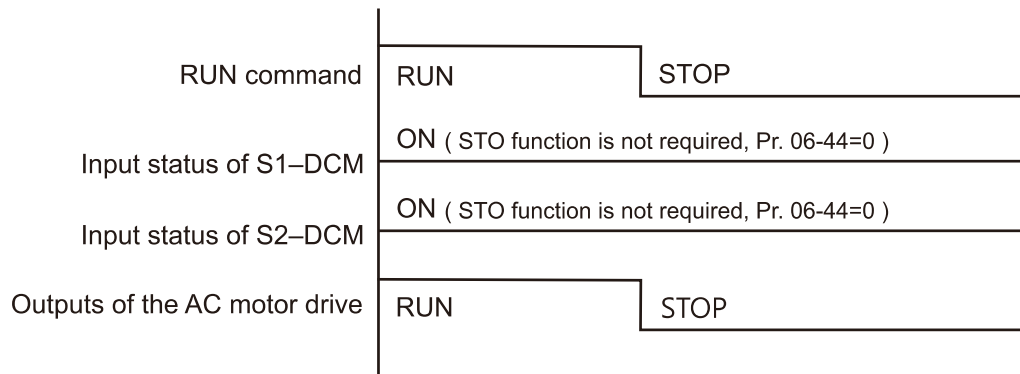 RUN command
RUN
STOP
ON ( STO function is not required, Pr. 06-44=0 )
Input status of S1–DCM
ON ( STO function is not required, Pr. 06-44=0 )
Input status of S2–DCM
Outputs of the AC motor drive
RUN
STOP